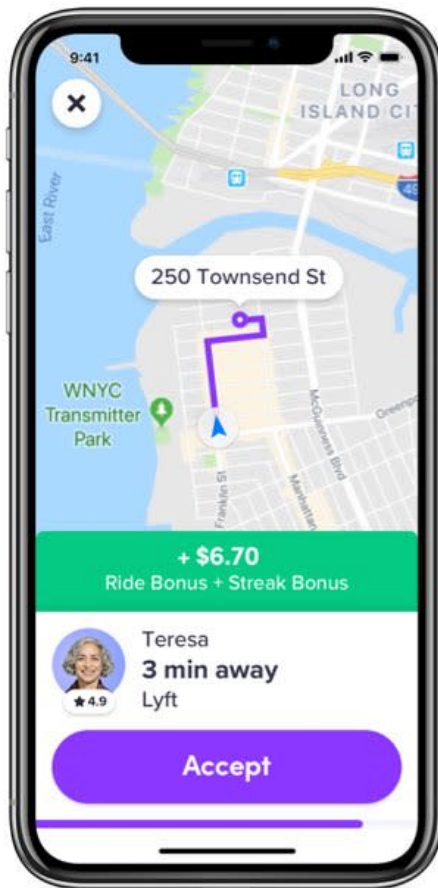 9:41
LONG
ISLAND CIT
49
East River
250 Townsend St
WNYC
Transmitter
Park
McGuinness Blvd
Greenp
Franklin St
Manhattan
+ $6.70
Ride Bonus + Streak Bonus
Teresa
3 min away
★4.9
Lyft
Accept